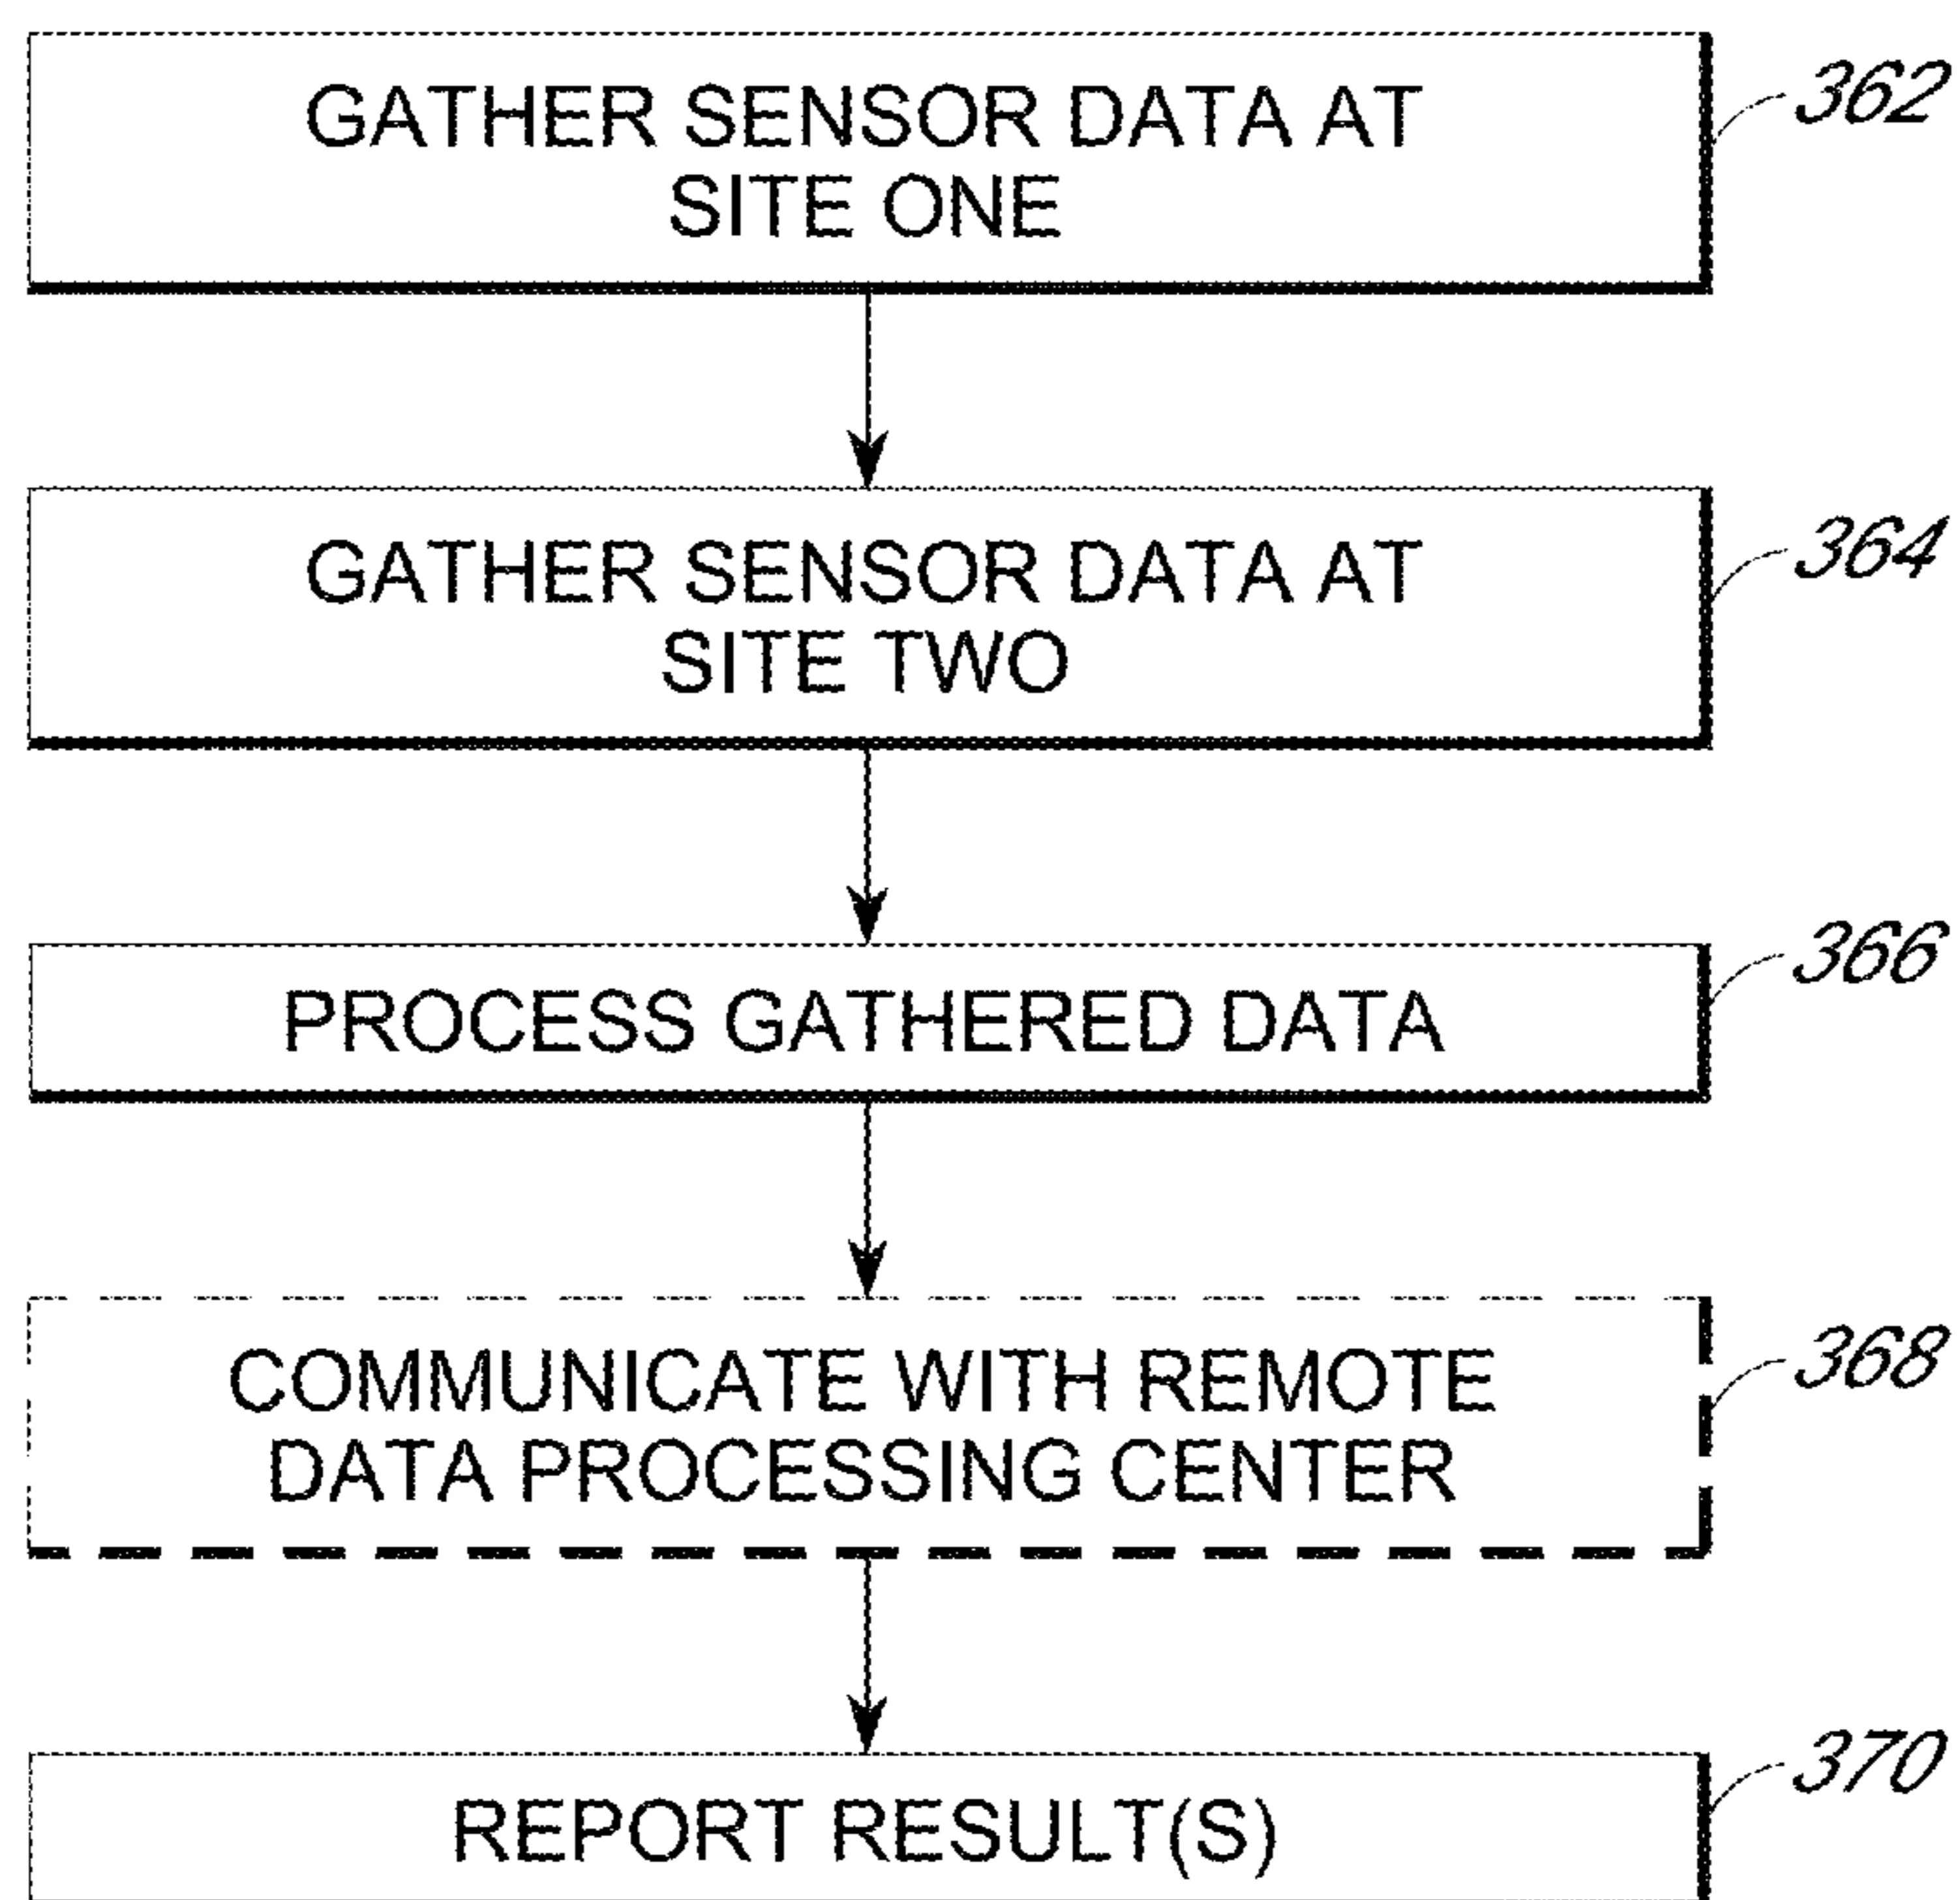 GATHER SENSOR DATA AT
SITE ONE
362
GATHER SENSOR DATA AT
SITE TWO
364
PROCESS GATHERED DATA
366
COMMUNICATE WITH REMOTE
DATA PROCESSING CENTER
368
REPORT RESULT(S)
370